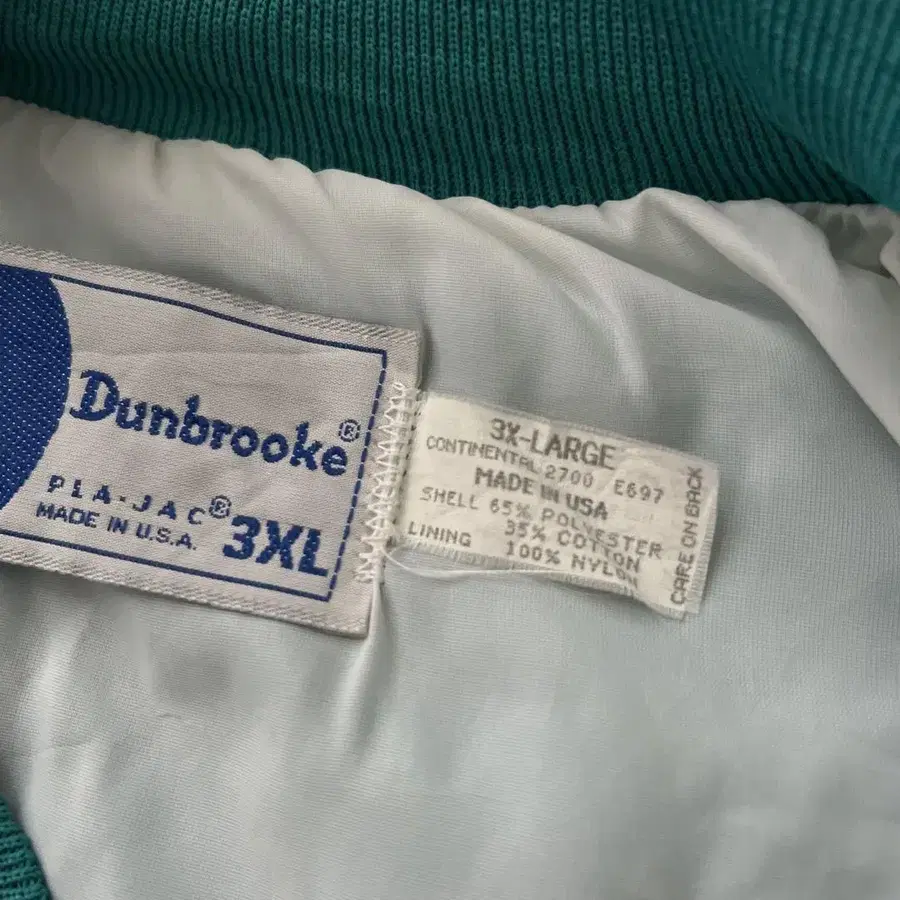 Dunbrooke®
PLA-JAC®
MADE IN U.S.A.
3XL
3X-LARGE
CONTINENTAL 2700 E697
MADE IN USA
SHELL 65% POLYESTER
35% COTTON
LINING 100% NYLON
CARE ON BACK